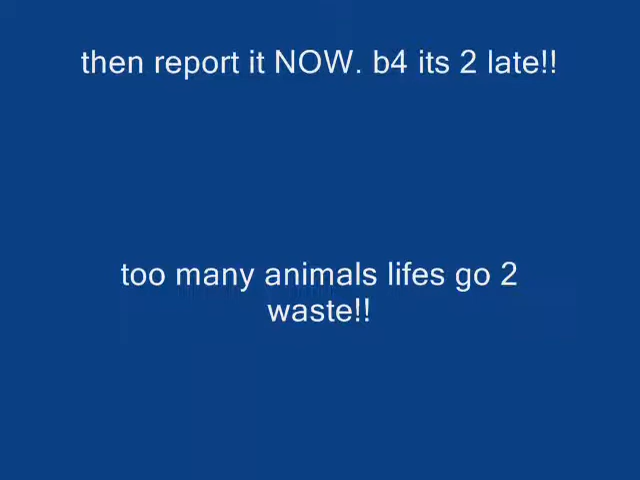 then report it NOW. b4 its 2 late!!
too many animals lifes go 2
waste!!